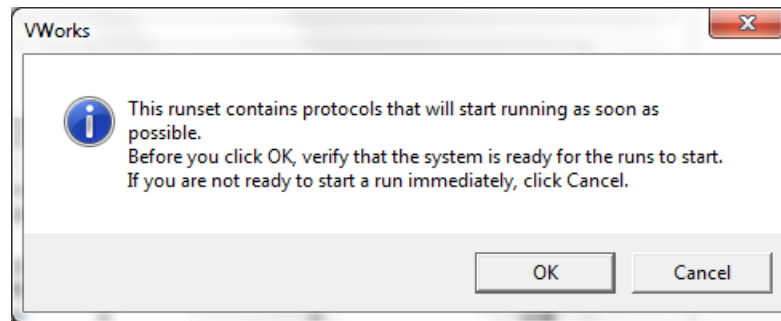 VWorks
This runset contains protocols that will start running as soon as
possible.
Before you click OK, verify that the system is ready for the runs to start.
If you are not ready to start a run immediately, click Cancel.
OK
Cancel